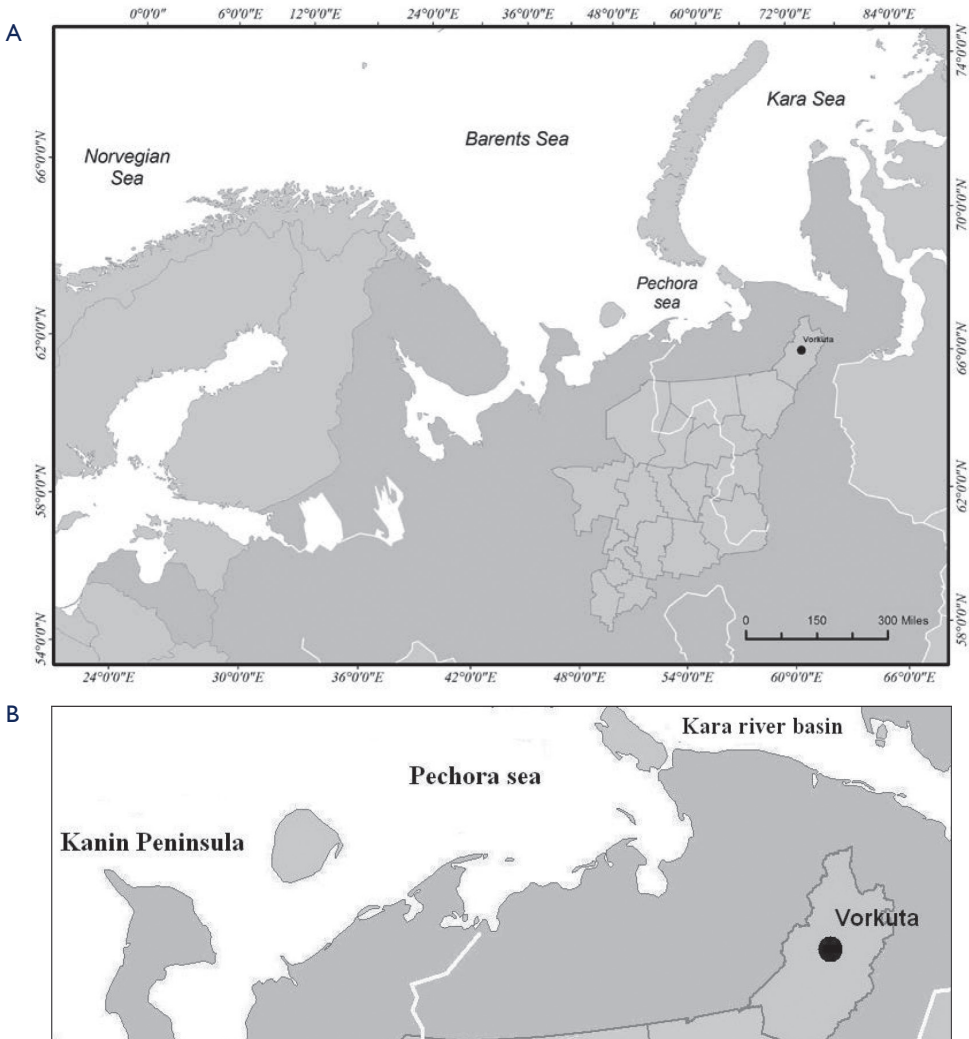 0°0'0"E 6°0'0"E 12°0'0"E 24°0'0"E 36°0'0"E 48°0'0"E 60°0'0"E 72°0'0"E 84°0'0"E
A
74°0'0"N
Kara Sea
Barents Sea
66°0'0"N
Norvegian
Sea
70°0'0"N
Pechora
sea
62°0'0"N
Vorkuta
66°0'0"N
58°0'0"N
62°0'0"N
54°0'0"N
58°0'0"N
0 150 300 Miles
24°0'0"E 30°0'0"E 36°0'0"E 42°0'0"E 48°0'0"E 54°0'0"E 60°0'0"E 66°0'0"E
B
Kara river basin
Pechora sea
Kanin Peninsula
Vorkuta